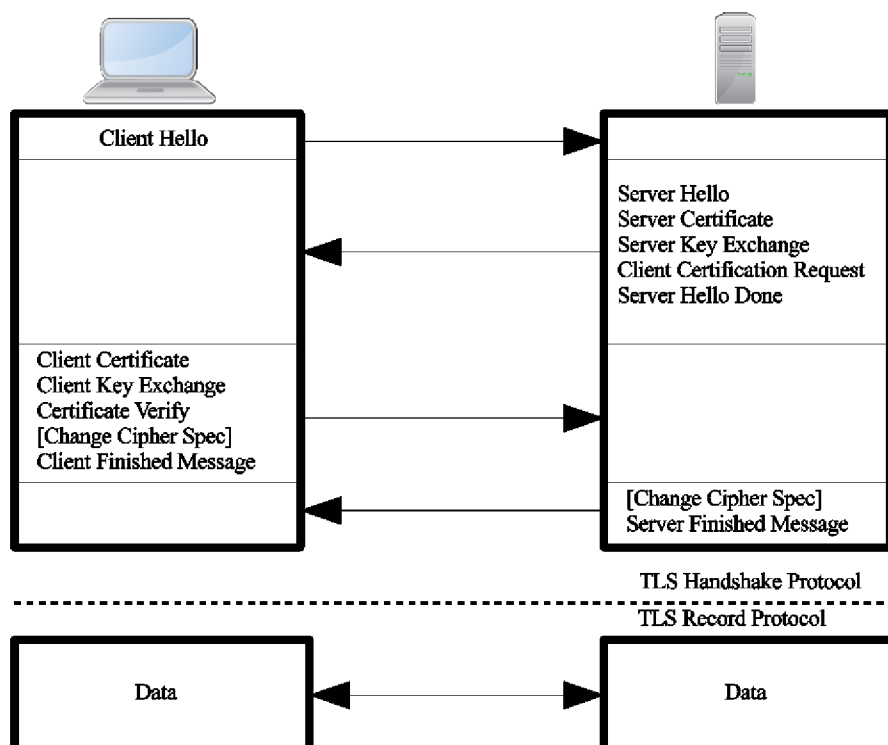 Client Hello
Server Hello
Server Certificate
Server Key Exchange
Client Certification Request
Server Hello Done
Client Certificate
Client Key Exchange
Certificate Verify
[Change Cipher Spec]
Client Finished Message
[Change Cipher Spec]
Server Finished Message
TLS Handshake Protocol
TLS Record Protocol
Data
Data